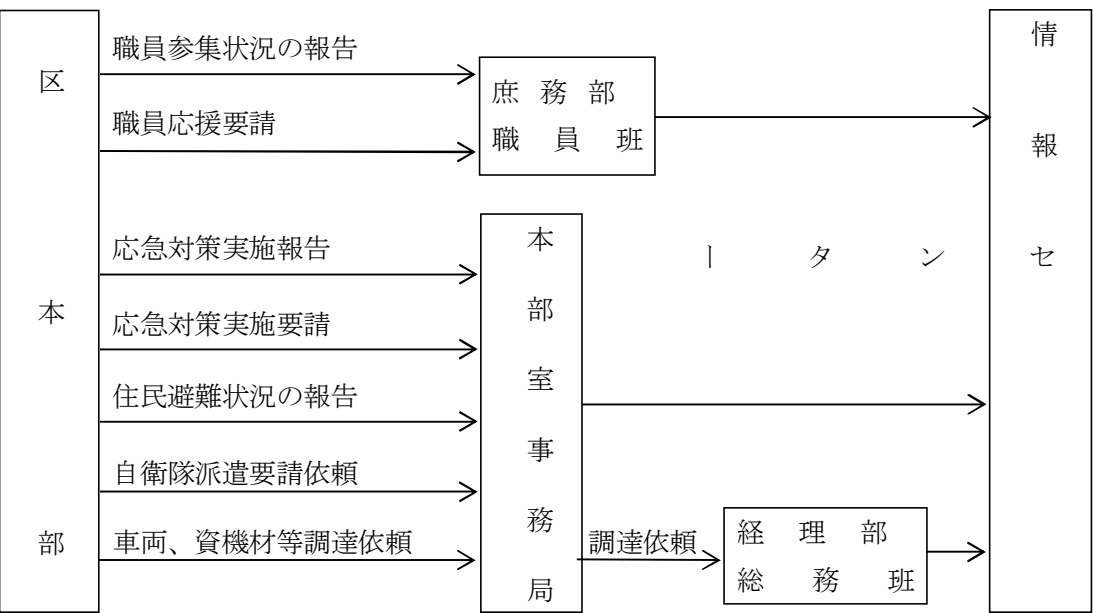 区本部
職員参集状況の報告
職員応援要請
庶務部
職員班
応急対策実施報告
応急対策実施要請
住民避難状況の報告
自衛隊派遣要請依頼
車両、資機材等調達依頼
本部室事務局
調達依頼
経理部
総務班
情報セ
ンター